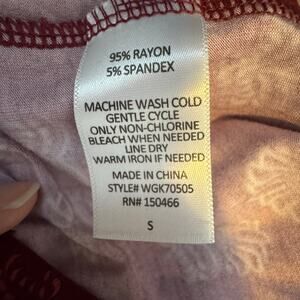 95% RAYON
5% SPANDEX
MACHINE WASH COLD
GENTLE CYCLE
ONLY NON-CHLORINE
BLEACH WHEN NEEDED
LINE DRY
WARM IRON IF NEEDED
MADE IN CHINA
STYLE# WGK70505
RN# 150466
S